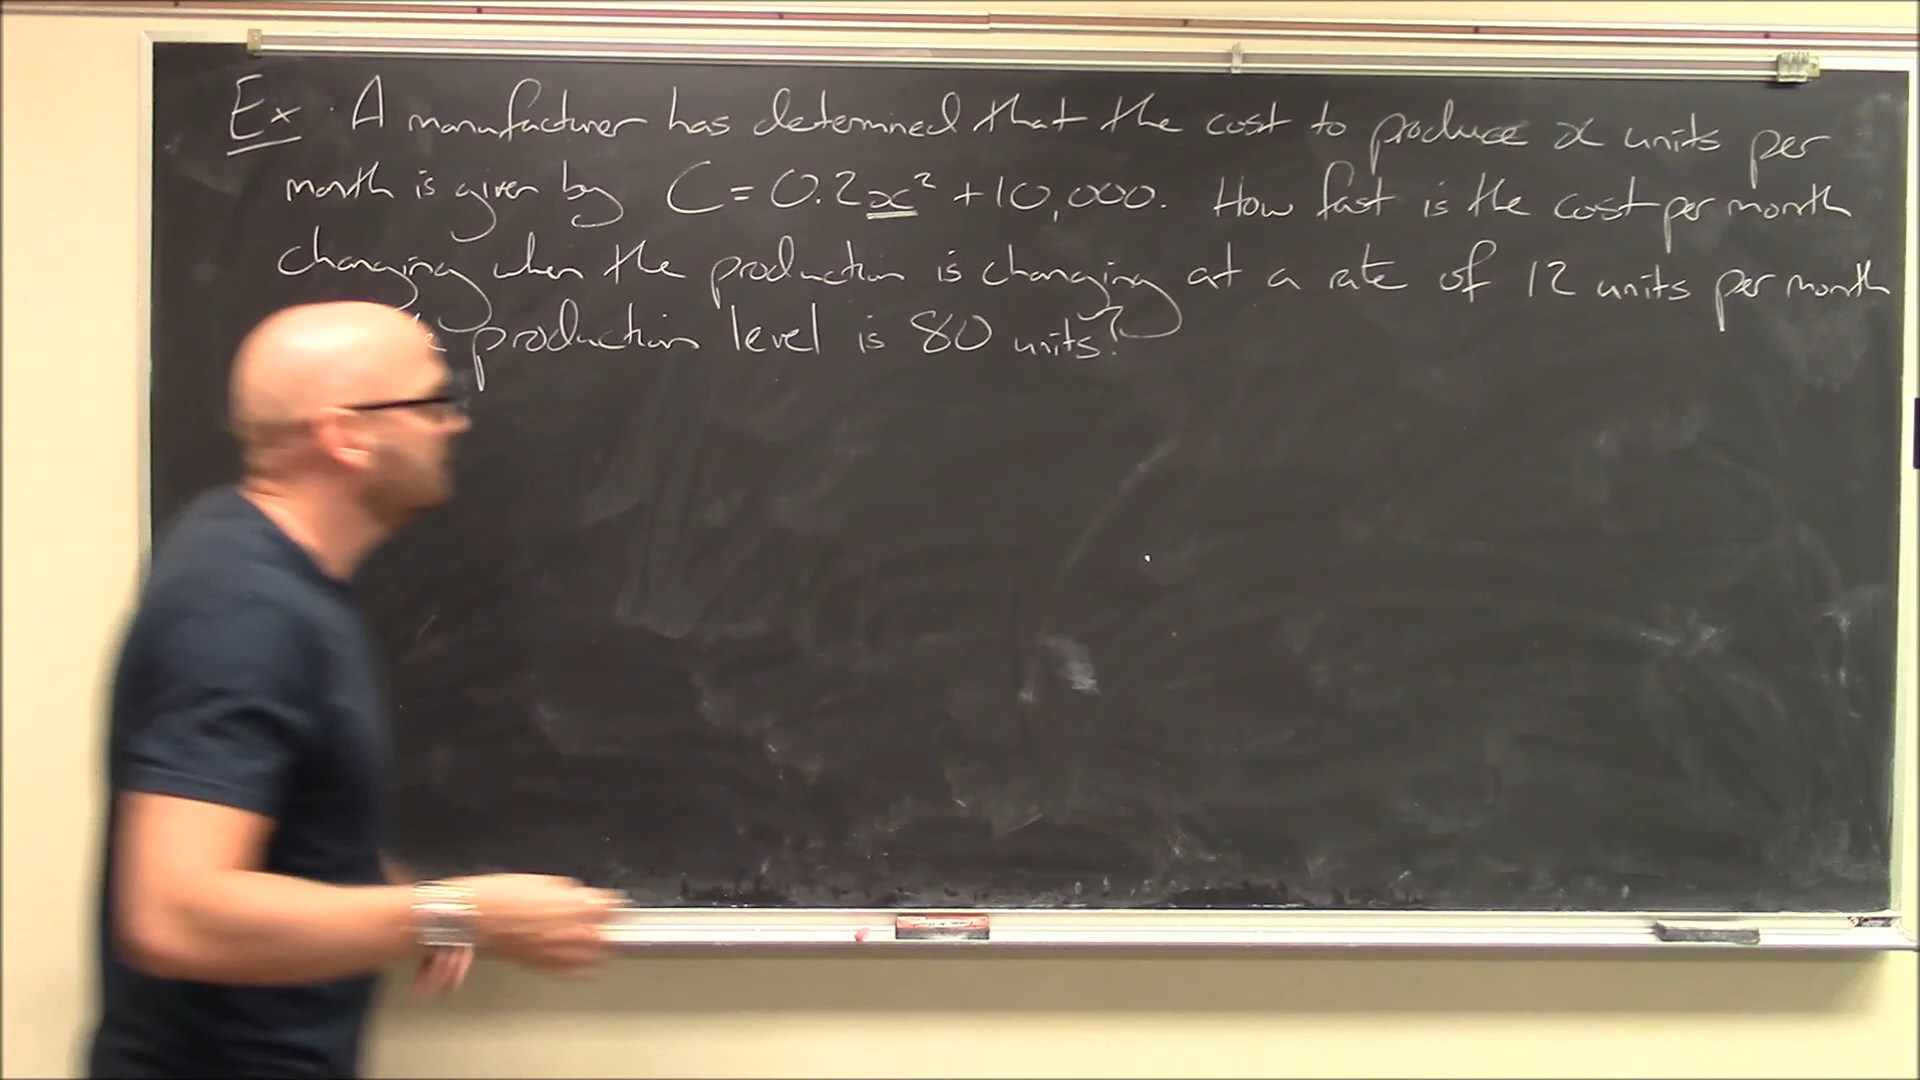 Ex. A manufacturer has determined that the cost to produce x units per
month is given by C = 0.2x² + 10,000. How fast is the cost per month
changing when the production is changing at a rate of 12 units per month
production level is 80 units?